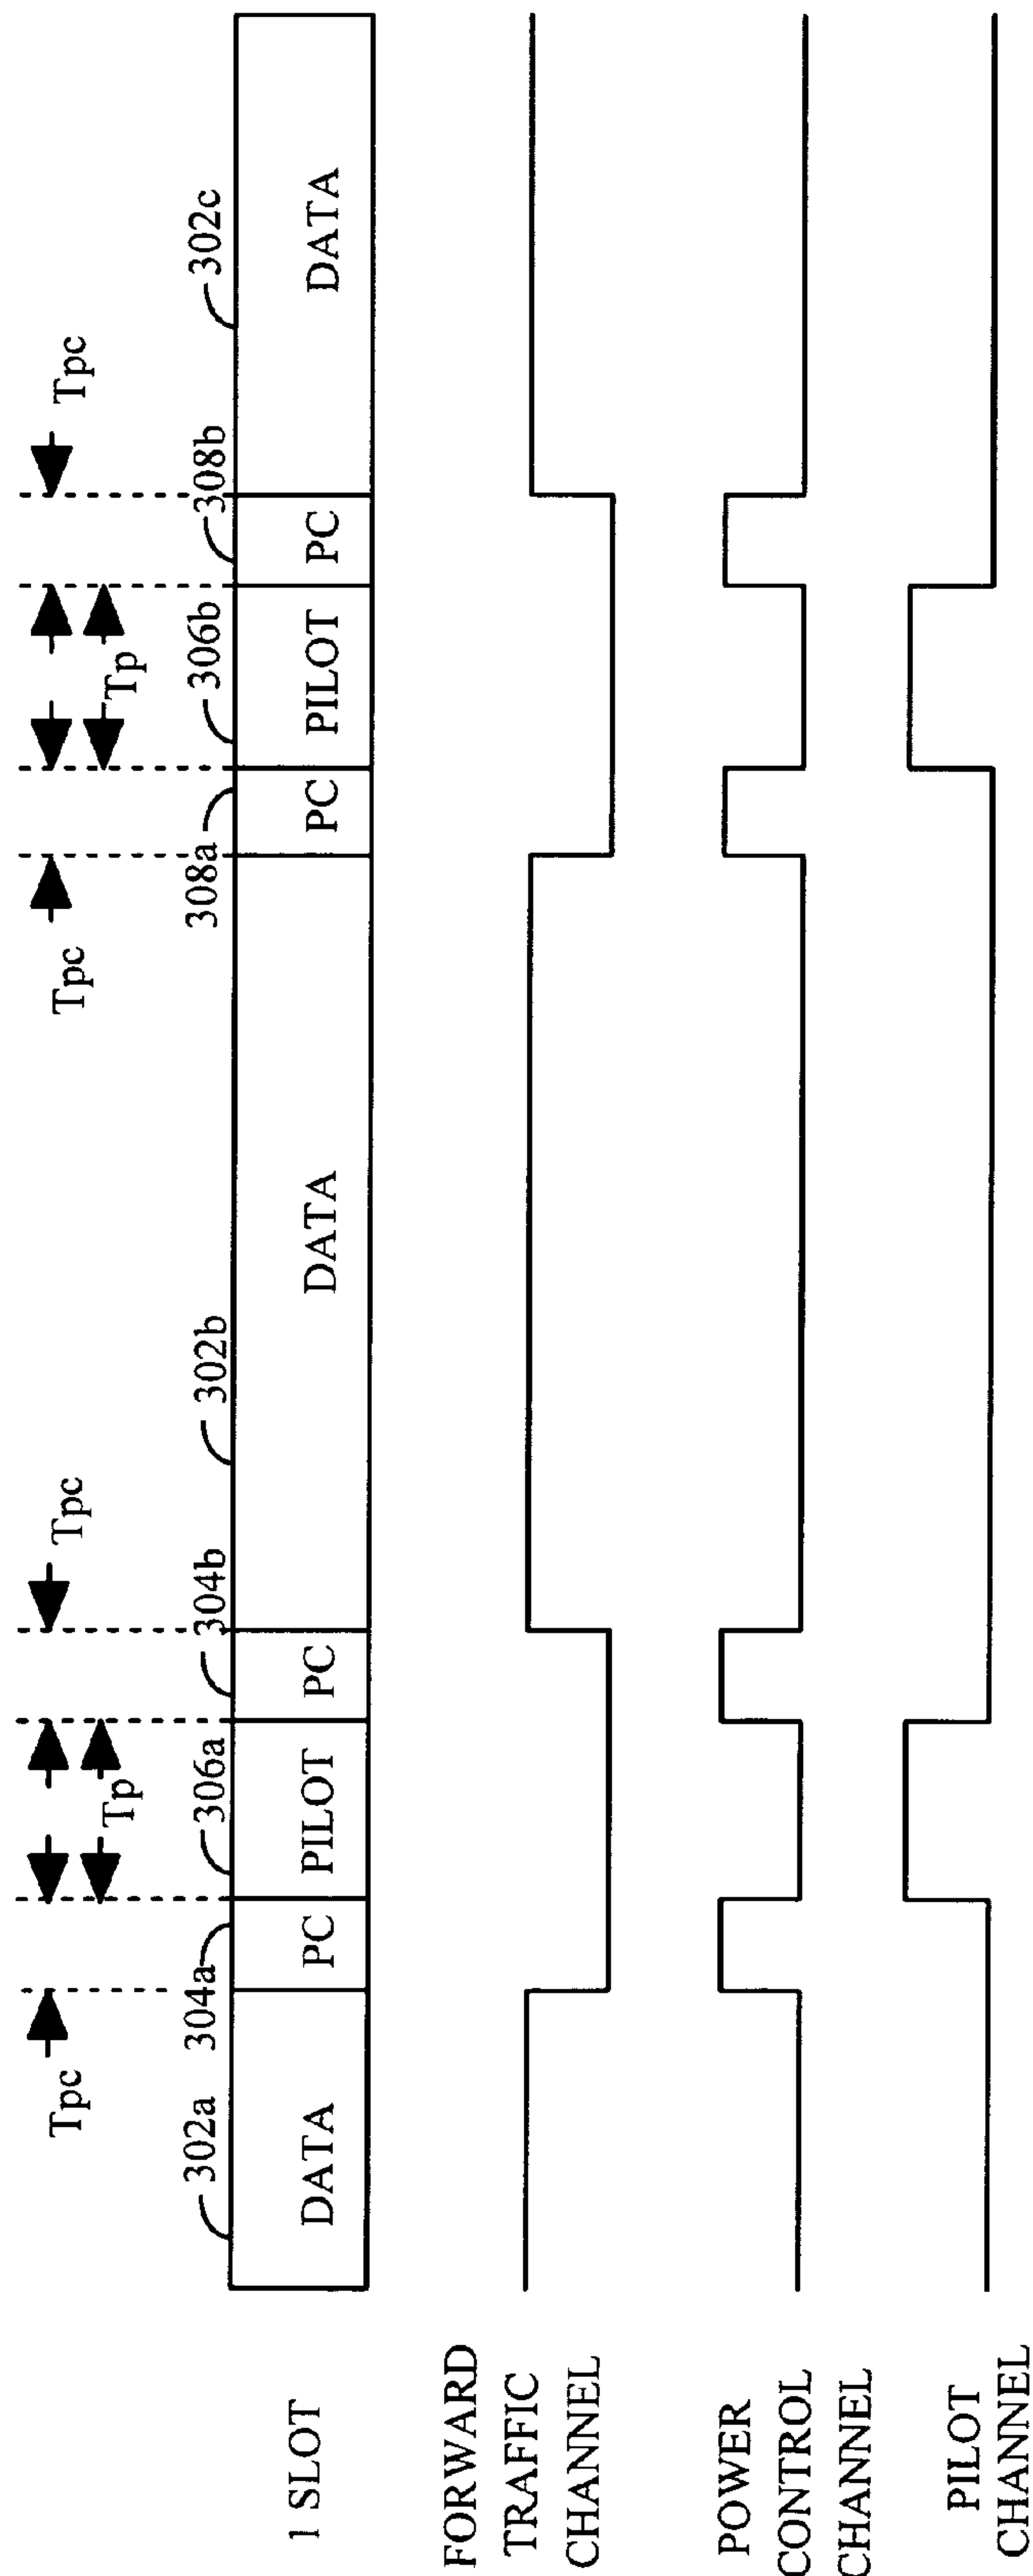 Tpc
Tp
Tpc
Tpc
Tp
Tpc
302a
304a
306a
304b
302b
308a
306b
308b
302c
1 SLOT
DATA
PC
PILOT
PC
DATA
PC
PILOT
PC
DATA
FORWARD
TRAFFIC
CHANNEL
POWER
CONTROL
CHANNEL
PILOT
CHANNEL